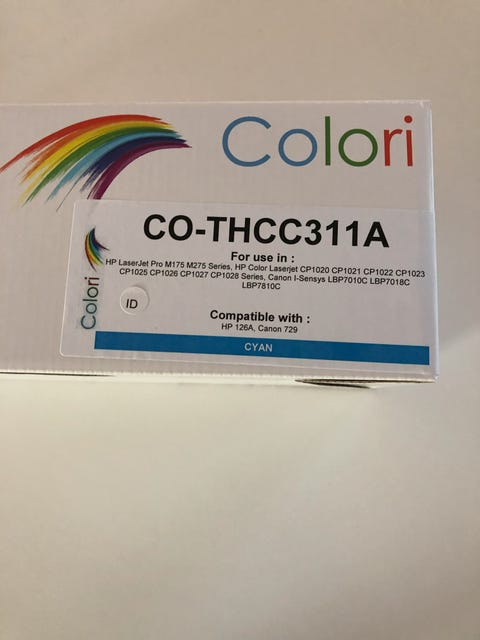 Colori
CO-THCC311A
For use in :
HP LaserJet Pro M175 M275 Series, HP Color Laserjet CP1020 CP1021 CP1022 CP1023
CP1025 CP1026 CP1027 CP1028 Series, Canon I-Sensys LBP7010C LBP7018C
LBP7810C
Colori
ID
Compatible with :
HP 126A, Canon 729
CYAN